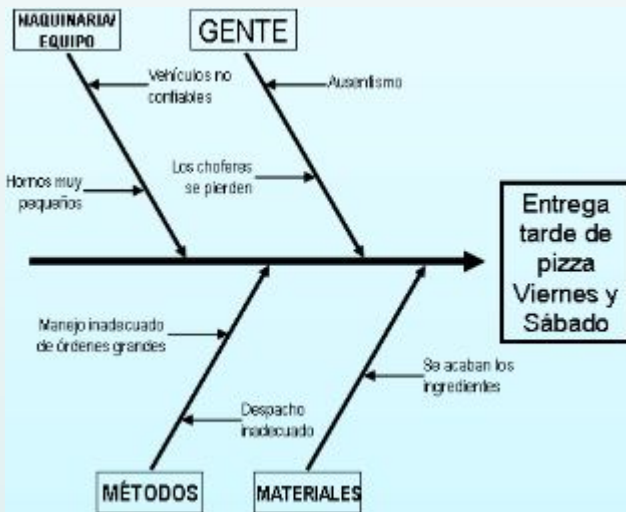 MAQUINARIA/
EQUIPO
GENTE
Vehículos no
confiables
Ausentismo
Hornos muy
pequeños
Los choferes
se pierden
Entrega
tarde de
pizza
Viernes y
Sábado
Manejo inadecuado
de órdenes grandes
Se acaban los
ingredientes
Despacho
inadecuado
MÉTODOS
MATERIALES